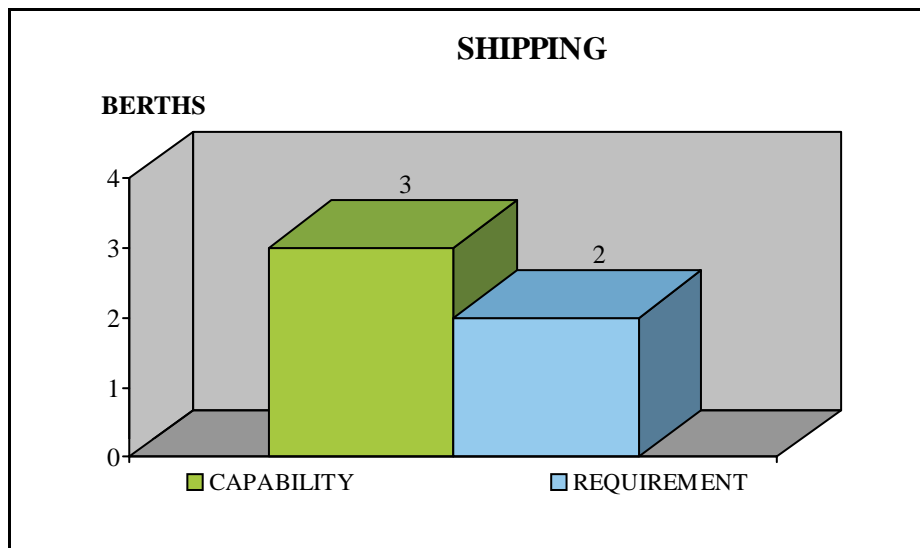 SHIPPING
BERTHS
4
3
3
2
2
1
0
CAPABILITY
REQUIREMENT